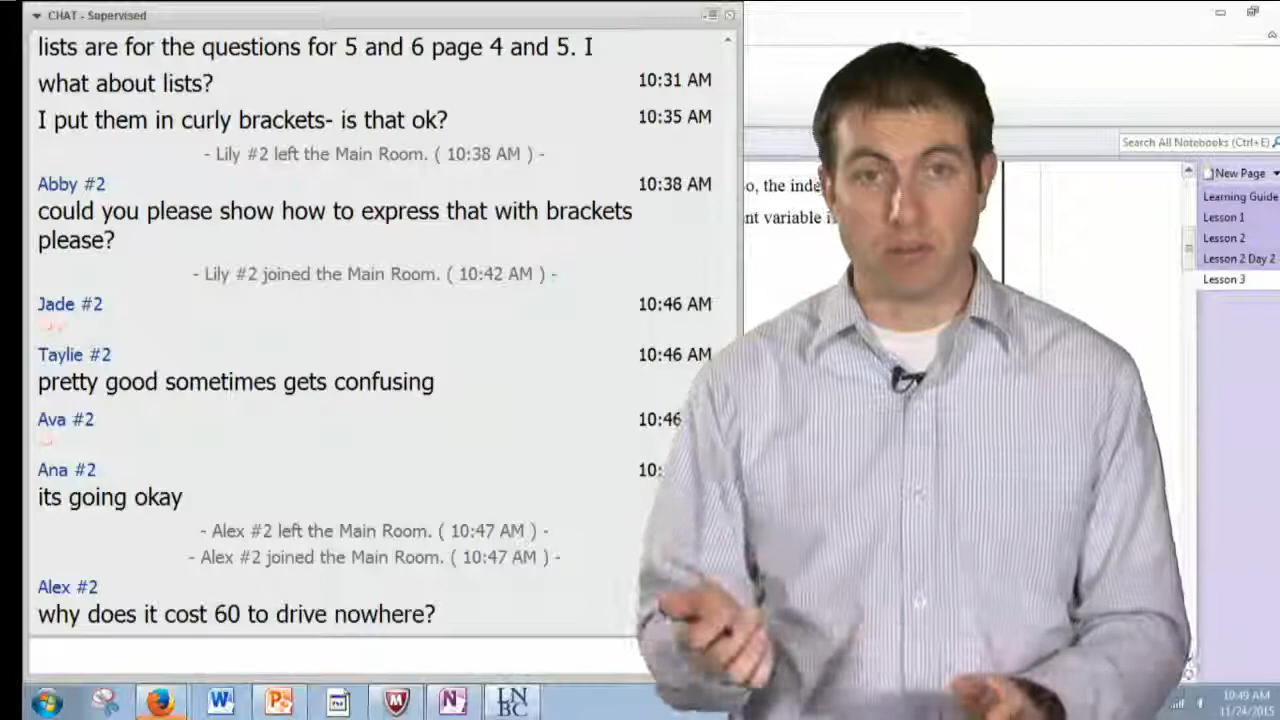 CHAT - Supervised
lists are for the questions for 5 and 6 page 4 and 5. I
what about lists? 10:31 AM
I put them in curly brackets- is that ok? 10:35 AM
- Lily #2 left the Main Room. ( 10:38 AM ) -
Abby #2 10:38 AM
could you please show how to express that with brackets
please?
- Lily #2 joined the Main Room. ( 10:42 AM ) -
Jade #2 10:46 AM
Taylie #2 10:46 AM
pretty good sometimes gets confusing
Ava #2 10:46
Ana #2 10:
its going okay
- Alex #2 left the Main Room. ( 10:47 AM ) -
- Alex #2 joined the Main Room. ( 10:47 AM ) -
Alex #2
why does it cost 60 to drive nowhere?
Search All Notebooks (Ctrl+E)
o, the inde
nt variable i
New Page
Learning Guide
Lesson 1
Lesson 2
Lesson 2 Day 2
Lesson 3
LN
BC
10:49 AM
11/24/2015